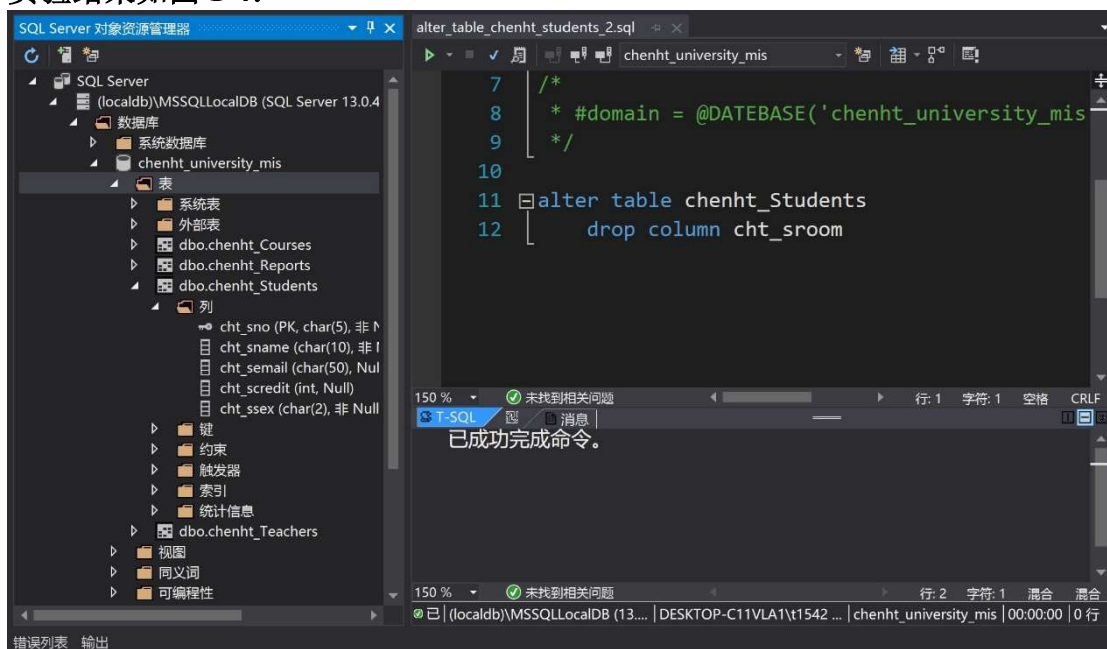 SQL Server 对象资源管理器
SQL Server
(localdb)\MSSQLLocalDB (SQL Server 13.0.4
数据库
系统数据库
chenht_university_mis
表
系统表
外部表
dbo.chenht_Courses
dbo.chenht_Reports
dbo.chenht_Students
列
cht_sno (PK, char(5), 非 N
cht_sname (char(10), 非 N
cht_semail (char(50), Nul
cht_scredit (int, Null)
cht_ssex (char(2), 非 Null
键
约束
触发器
索引
统计信息
dbo.chenht_Teachers
视图
同义词
可编程性
错误列表 输出
alter_table_chenht_students_2.sql
chenht_university_mis
7 /*
8 * #domain = @DATEBASE('chenht_university_mis
9 */
10
11 alter table chenht_Students
12 drop column cht_sroom
150 % 未找到相关问题 行: 1 字符: 1 空格 CRLF
T-SQL 消息
已成功完成命令。
150 % 未找到相关问题 行: 2 字符: 1 混合 混合
已 (localdb)\MSSQLLocalDB (13.... DESKTOP-C11VLA1\t1542 ... chenht_university_mis 00:00:00 0 行